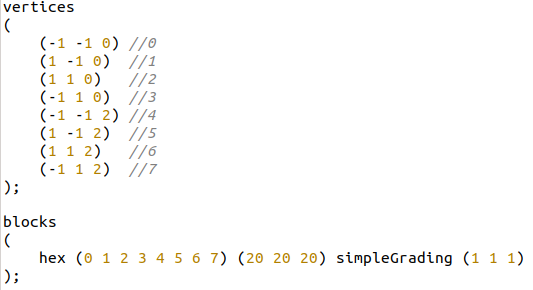 vertices
(
    (-1 -1 0) //0
    (1 -1 0)  //1
    (1 1 0)   //2
    (-1 1 0)  //3
    (-1 -1 2) //4
    (1 -1 2)  //5
    (1 1 2)   //6
    (-1 1 2)  //7
);

blocks
(
    hex (0 1 2 3 4 5 6 7) (20 20 20) simpleGrading (1 1 1)
);